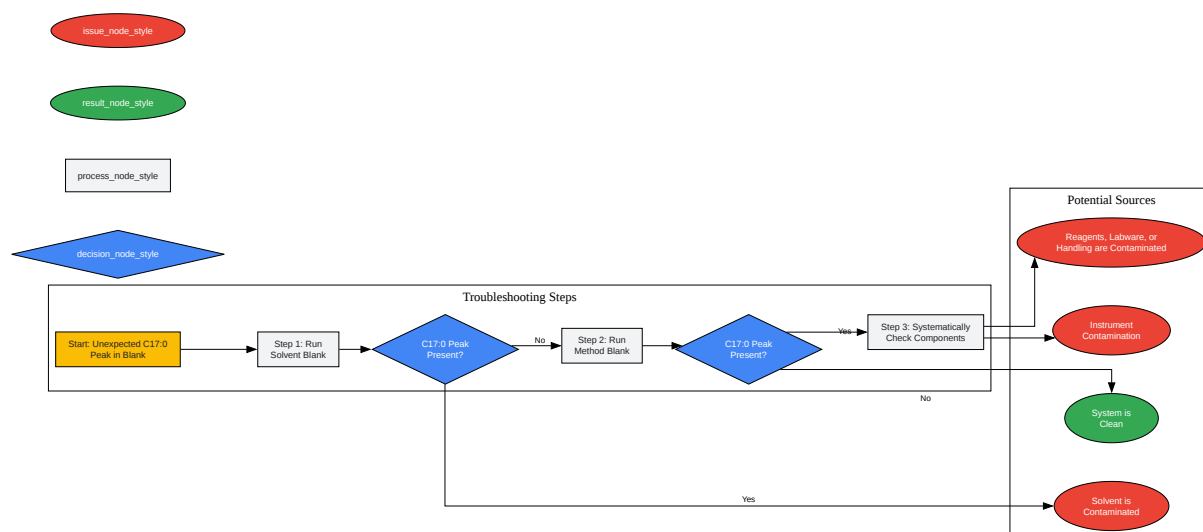 issue_node_style
result_node_style
process_node_style
decision_node_style
Potential Sources
Reagents, Labware, or
Handling are Contaminated
Troubleshooting Steps
Start: Unexpected C17:0
Peak in Blank
Step 1: Run
Solvent Blank
C17:0 Peak
Present?
No
Step 2: Run
Method Blank
C17:0 Peak
Present?
Yes
Step 3: Systematically
Check Components
Instrument
Contamination
No
System is
Clean
Yes
Solvent is
Contaminated